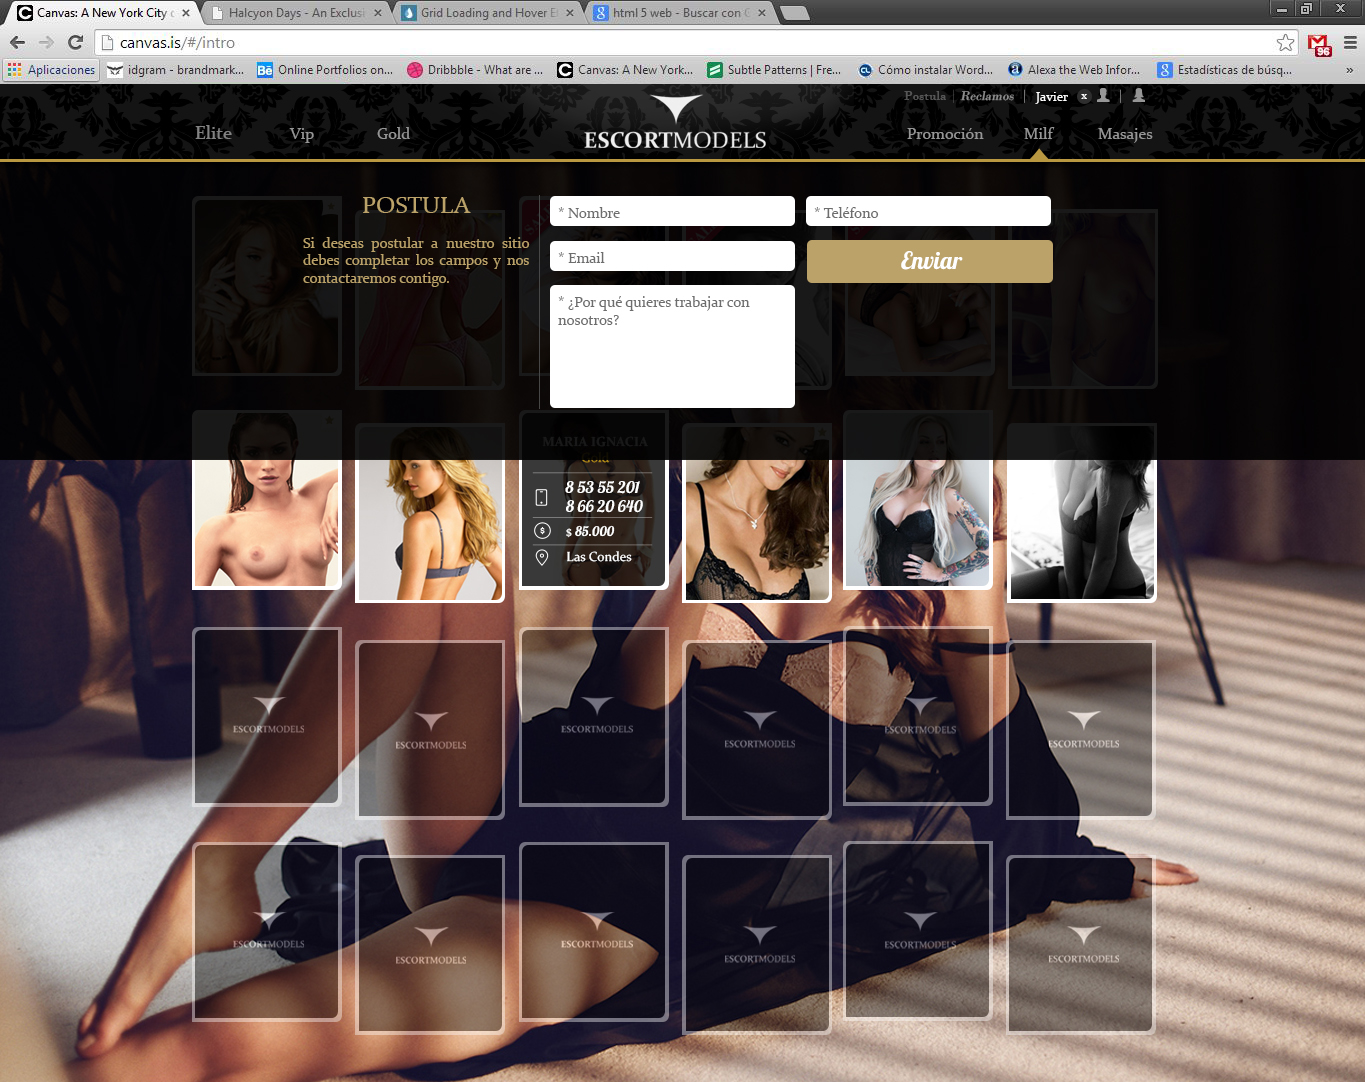 Canvas: A New York City
Halcyon Days - An Exclusi
Grid Loading and Hover E
html 5 web - Buscar con G
canvas.is/#/intro
96
Aplicaciones
idgram - brandmark...
Online Portfolios on...
Dribbble - What are ...
Canvas: A New York...
Subtle Patterns | Fre...
Cómo instalar Word...
Alexa the Web Infor...
Estadísticas de búsq...
»
Postula | Reclamos | Javier x |
Elite Vip Gold
ESCORTMODELS
Promoción Milf Masajes
POSTULA
Si deseas postular a nuestro sitio
debes completar los campos y nos
contactaremos contigo.
* Nombre
* Teléfono
* Email
Enviar
* ¿Por qué quieres trabajar con
nosotros?
MARIA IGNACIA
Gold
8 53 55 201
8 66 20 640
$ 85.000
Las Condes
ESCORTMODELS
ESCORTMODELS
ESCORTMODELS
ESCORTMODELS
ESCORTMODELS
ESCORTMODELS
ESCORTMODELS
ESCORTMODELS
ESCORTMODELS
ESCORTMODELS
ESCORTMODELS
ESCORTMODELS